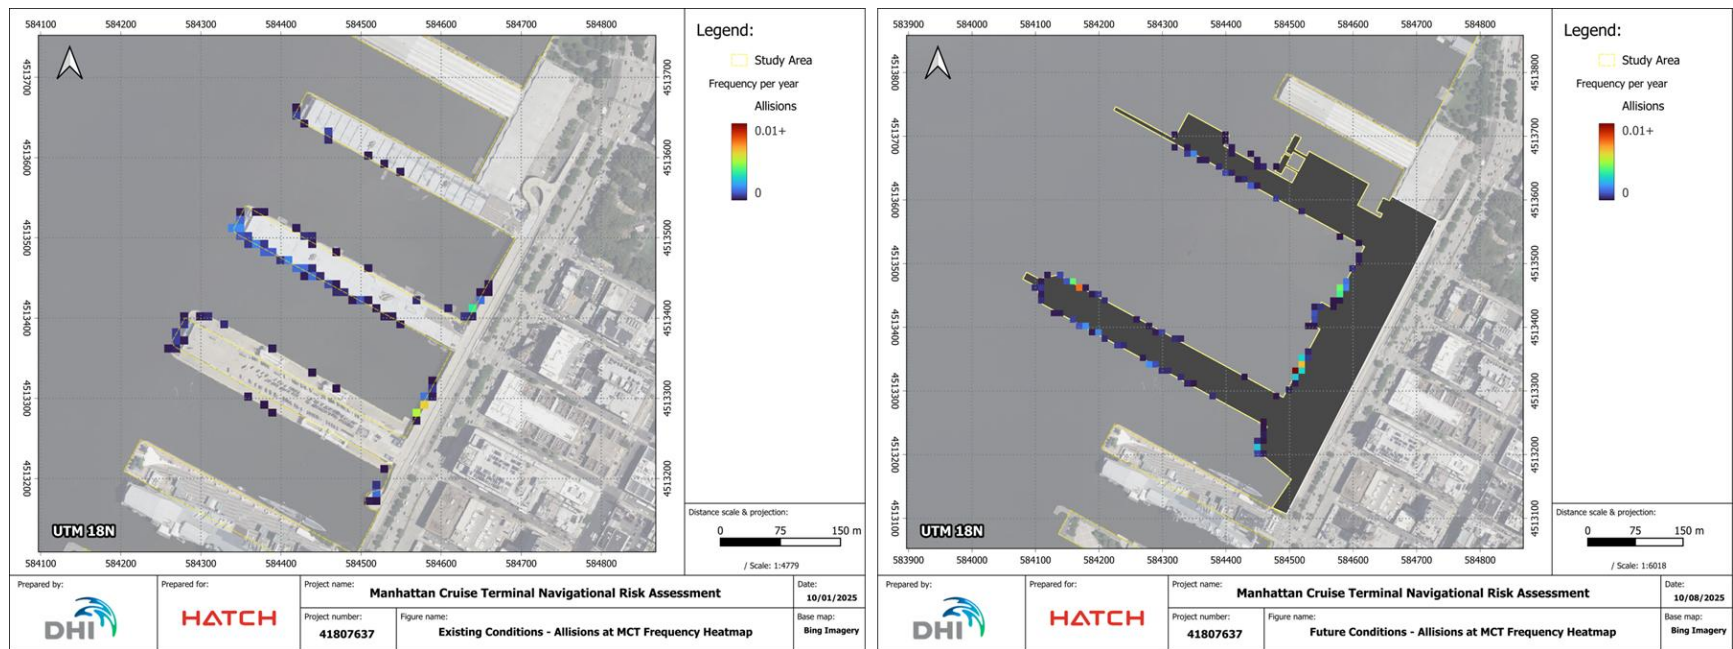 584100 584200 584300 584400 584500 584600 584700 584800
4513700
4513600
4513500
4513400
4513300
4513200
4513700
4513600
4513500
4513400
4513300
4513200
UTM 18N
584100 584200 584300 584400 584500 584600 584700 584800
Legend:
Study Area
Frequency per year
Allisions
0.01+
0
Distance scale & projection:
0 75 150 m
/ Scale: 1:4779
Prepared by:
DHI
Prepared for:
HATCH
Project name:
Manhattan Cruise Terminal Navigational Risk Assessment
Project number:
41807637
Figure name:
Existing Conditions - Allisions at MCT Frequency Heatmap
Date:
10/01/2025
Base map:
Bing Imagery
583900 584000 584100 584200 584300 584400 584500 584600 584700 584800
4513800
4513700
4513600
4513500
4513400
4513300
4513200
4513100
4513800
4513700
4513600
4513500
4513400
4513300
4513200
4513100
UTM 18N
583900 584000 584100 584200 584300 584400 584500 584600 584700 584800
Legend:
Study Area
Frequency per year
Allisions
0.01+
0
Distance scale & projection:
0 75 150 m
/ Scale: 1:6018
Prepared by:
DHI
Prepared for:
HATCH
Project name:
Manhattan Cruise Terminal Navigational Risk Assessment
Project number:
41807637
Figure name:
Future Conditions - Allisions at MCT Frequency Heatmap
Date:
10/08/2025
Base map:
Bing Imagery